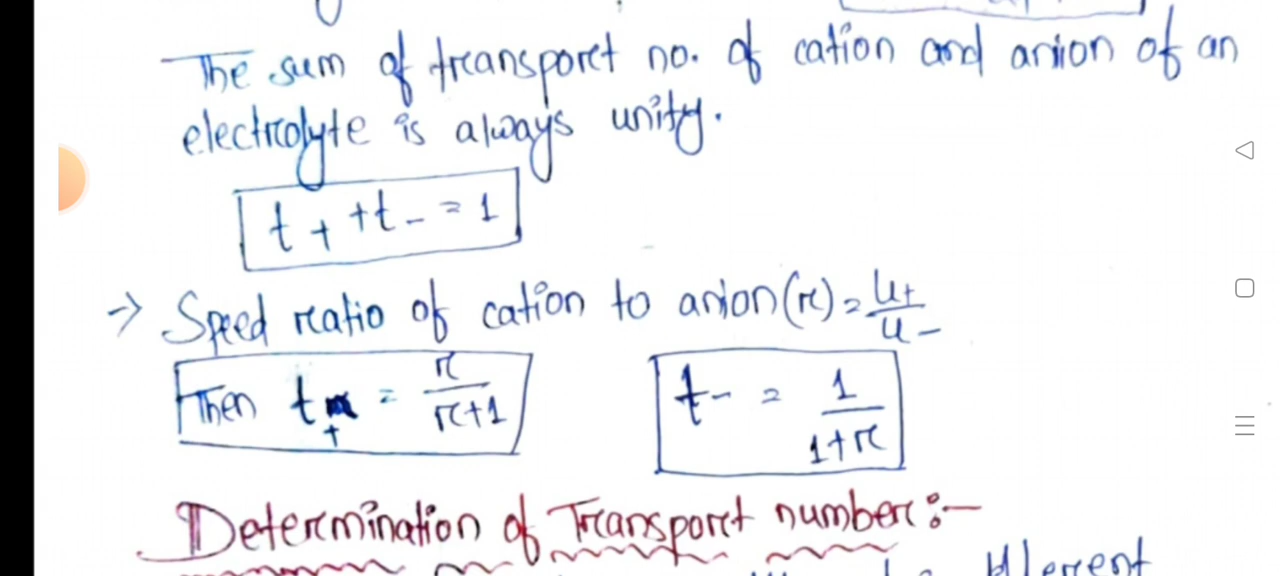 The sum of transport no. of cation and anion of an
electrolyte is always unity.
t+ + t- = 1
→ Speed ratio of cation to anion (r) = u+/u-
Then t+ = r/r+1
t- = 1/1+r
Determination of Transport number :-